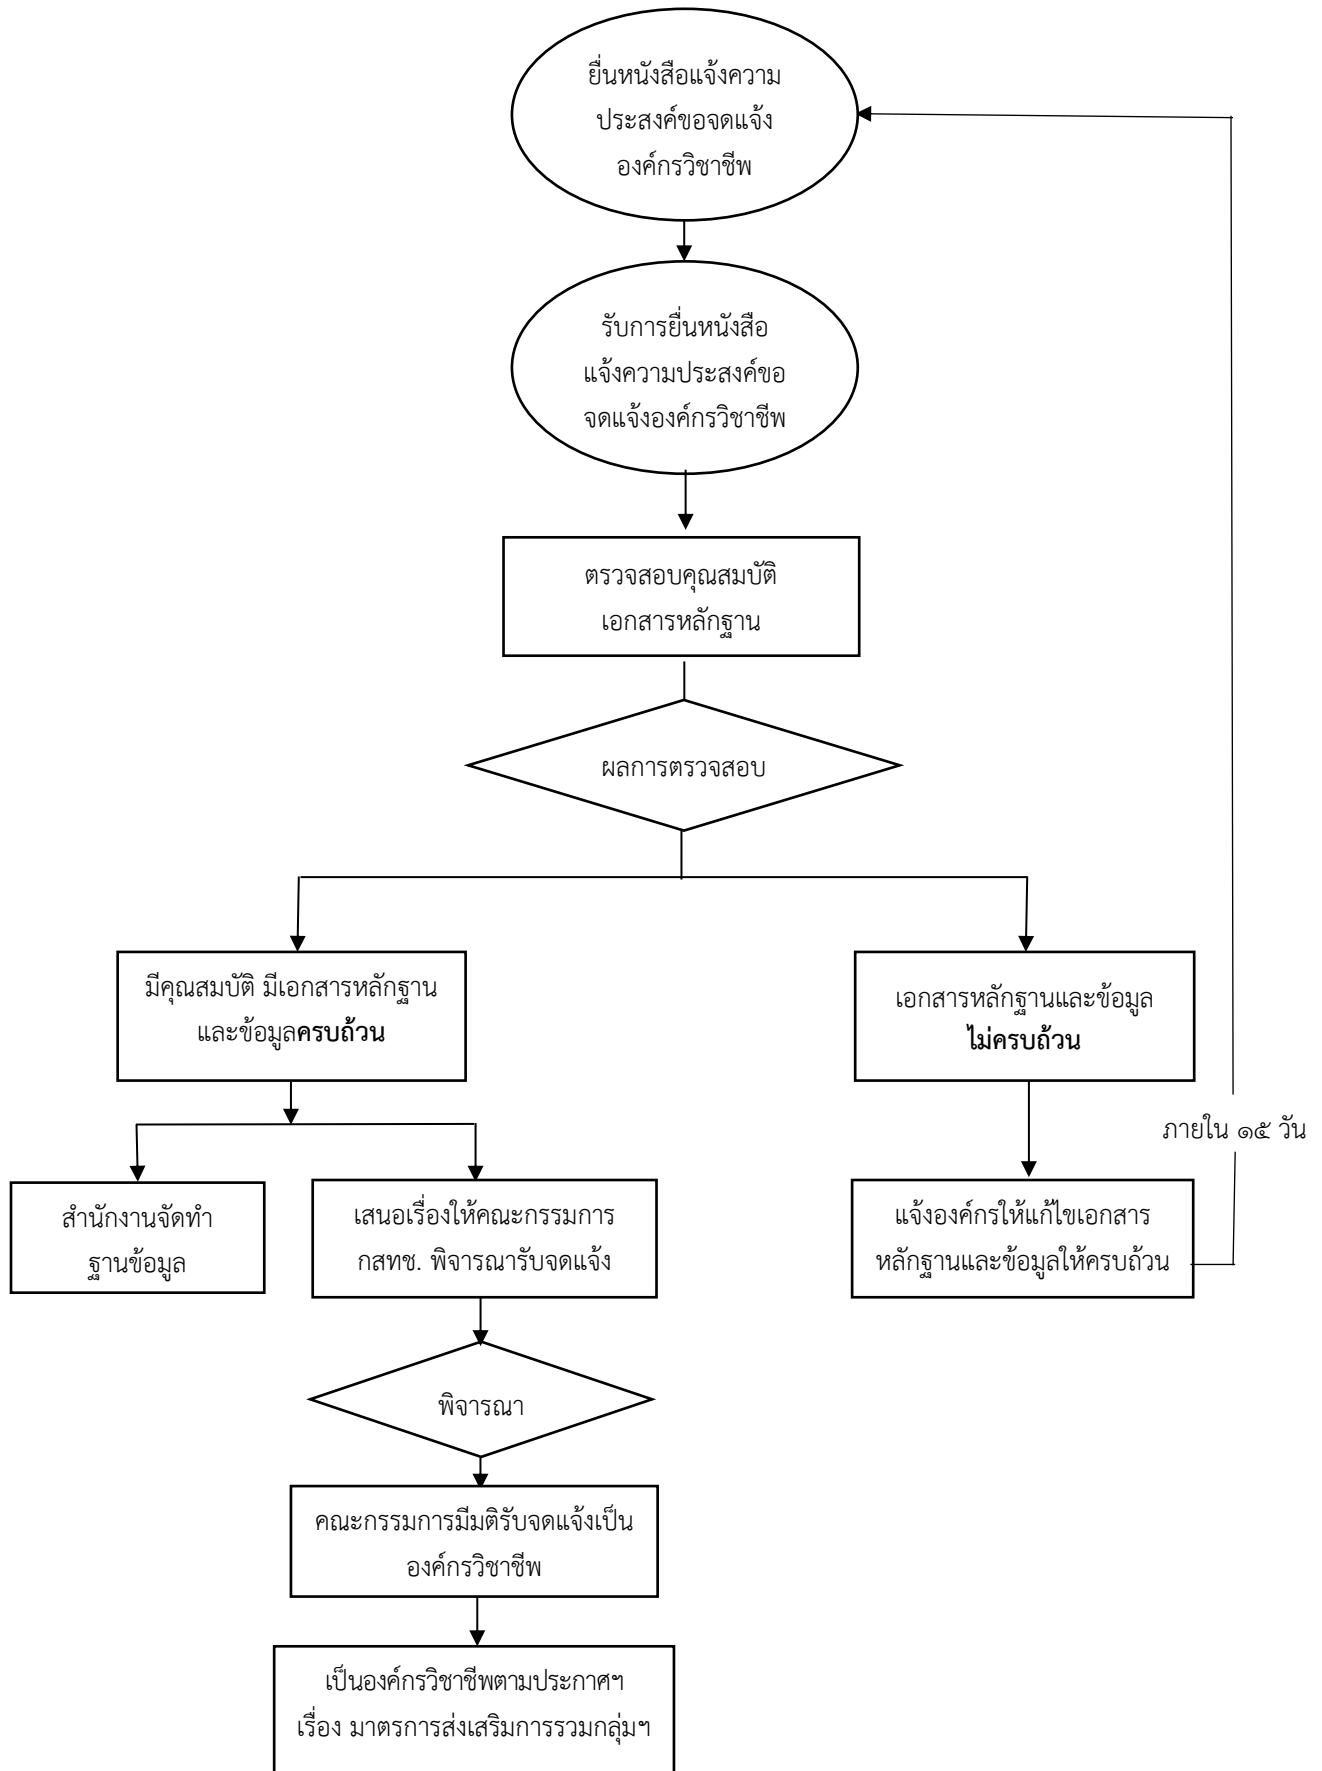 ยื่นหนังสือแจ้งความ
ประสงค์ขอจดแจ้ง
องค์กรวิชาชีพ
รับการยื่นหนังสือ
แจ้งความประสงค์ขอ
จดแจ้งองค์กรวิชาชีพ
ตรวจสอบคุณสมบัติ
เอกสารหลักฐาน
ผลการตรวจสอบ
มีคุณสมบัติ มีเอกสารหลักฐาน
และข้อมูลครบถ้วน
เอกสารหลักฐานและข้อมูล
ไม่ครบถ้วน
ภายใน ๑๕ วัน
สำนักงานจัดทำ
ฐานข้อมูล
เสนอเรื่องให้คณะกรรมการ
กสทช. พิจารณารับจดแจ้ง
แจ้งองค์กรให้แก้ไขเอกสาร
หลักฐานและข้อมูลให้ครบถ้วน
พิจารณา
คณะกรรมการมีมติรับจดแจ้งเป็น
องค์กรวิชาชีพ
เป็นองค์กรวิชาชีพตามประกาศฯ
เรื่อง มาตรการส่งเสริมการรวมกลุ่มฯ